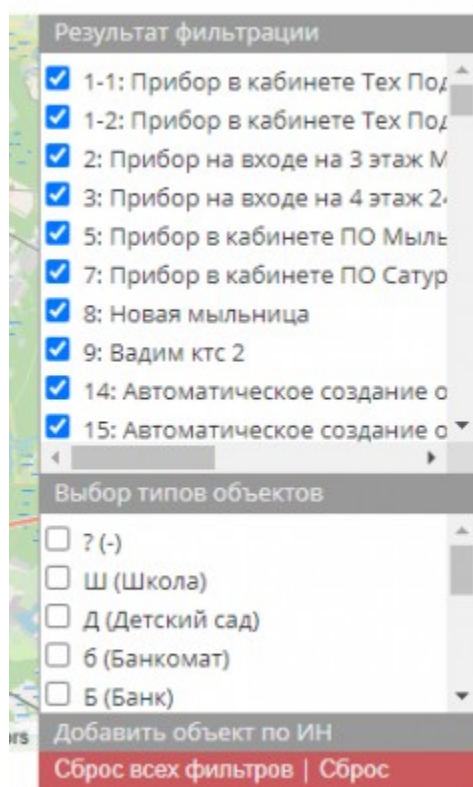 Результат фильтрации
1-1: Прибор в кабинете Тех Под
1-2: Прибор в кабинете Тех Под
2: Прибор на входе на 3 этаж М
3: Прибор на входе на 4 этаж 24
5: Прибор в кабинете ПО Мыль
7: Прибор в кабинете ПО Сатур
8: Новая мыльница
9: Вадим ктс 2
14: Автоматическое создание о
15: Автоматическое создание о
Выбор типов объектов
? (-)
Ш (Школа)
Д (Детский сад)
б (Банкомат)
Б (Банк)
rs Добавить объект по ИН
Сброс всех фильтров | Сброс